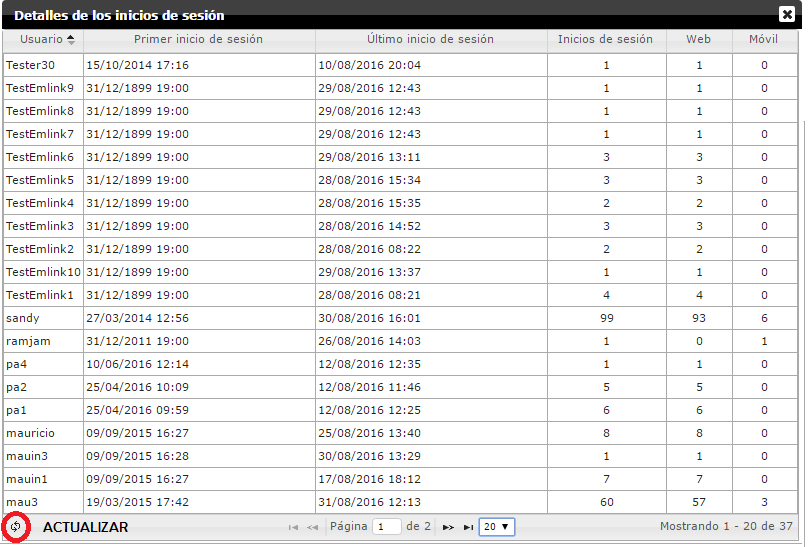 Detalles de los inicios de sesión
Usuario Primer inicio de sesión Último inicio de sesión Inicios de sesión Web Móvil
Tester30 15/10/2014 17:16 10/08/2016 20:04 1 1 0
TestEmlink9 31/12/1899 19:00 29/08/2016 12:43 1 1 0
TestEmlink8 31/12/1899 19:00 29/08/2016 12:43 1 1 0
TestEmlink7 31/12/1899 19:00 29/08/2016 12:43 1 1 0
TestEmlink6 31/12/1899 19:00 29/08/2016 13:11 3 3 0
TestEmlink5 31/12/1899 19:00 28/08/2016 15:34 3 3 0
TestEmlink4 31/12/1899 19:00 28/08/2016 15:35 2 2 0
TestEmlink3 31/12/1899 19:00 28/08/2016 14:52 3 3 0
TestEmlink2 31/12/1899 19:00 28/08/2016 08:22 2 2 0
TestEmlink10 31/12/1899 19:00 29/08/2016 13:37 1 1 0
TestEmlink1 31/12/1899 19:00 28/08/2016 08:21 4 4 0
sandy 27/03/2014 12:56 30/08/2016 16:01 99 93 6
ramjam 31/12/2011 19:00 26/08/2016 14:03 1 0 1
pa4 10/06/2016 12:14 12/08/2016 12:35 1 1 0
pa2 25/04/2016 10:09 12/08/2016 11:46 5 5 0
pa1 25/04/2016 09:59 12/08/2016 12:25 6 6 0
mauricio 09/09/2015 16:27 25/08/2016 13:40 8 8 0
mauin3 09/09/2015 16:28 30/08/2016 13:29 1 1 0
mauin1 09/09/2015 16:27 17/08/2016 18:12 7 7 0
mau3 19/03/2015 17:42 31/08/2016 12:13 60 57 3
ACTUALIZAR Página 1 de 2 20 Mostrando 1 - 20 de 37